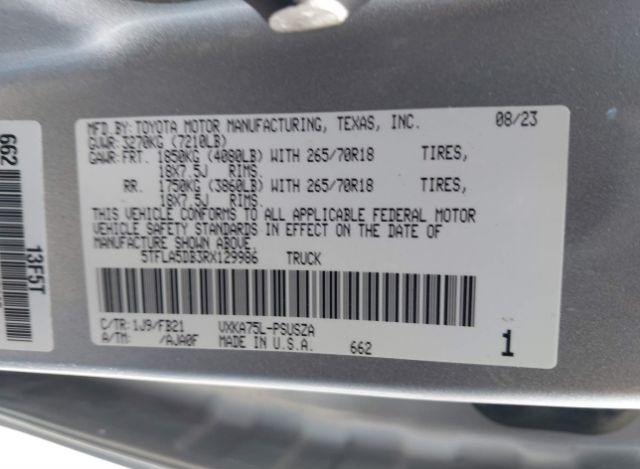 MFD.BY:TOYOTA MOTOR MANUFACTURING, TEXAS, INC. 08/23
GVWR:3270KG (7210LB)
GAWR:FRT. 1850KG (4080LB) WITH 265/70R18 TIRES,
18X7.5J RIMS.
RR. 1750KG (3860LB) WITH 265/70R18 TIRES,
18X7.5J RIMS.
THIS VEHICLE CONFORMS TO ALL APPLICABLE FEDERAL MOTOR
VEHICLE SAFETY STANDARDS IN EFFECT ON THE DATE OF
MANUFACTURE SHOWN ABOVE.
5TFLA5DB3RX129986 TRUCK
C/TR:1J9/FB21 VXKA75L-PSUSZA
A/TM: /AJA0F MADE IN U.S.A. 662 1
662
13F5T